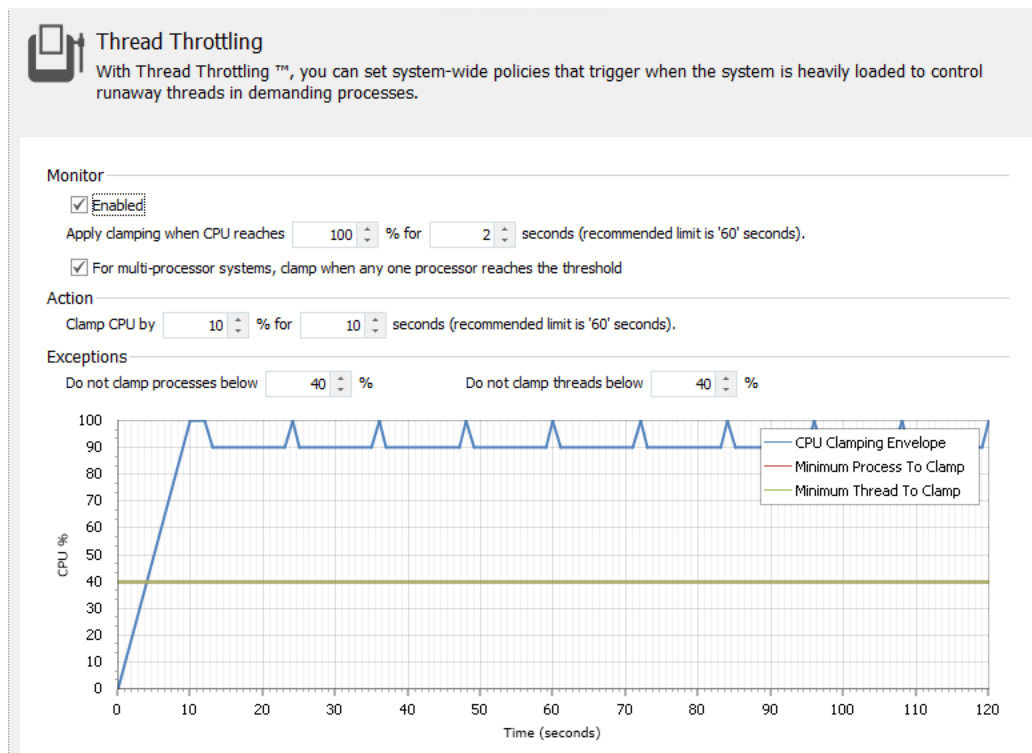 Thread Throttling
With Thread Throttling ™, you can set system-wide policies that trigger when the system is heavily loaded to control
runaway threads in demanding processes.
Monitor
Enabled
Apply clamping when CPU reaches 100 % for 2 seconds (recommended limit is '60' seconds).
For multi-processor systems, clamp when any one processor reaches the threshold
Action
Clamp CPU by 10 % for 10 seconds (recommended limit is '60' seconds).
Exceptions
Do not clamp processes below 40 % Do not clamp threads below 40 %
CPU %
100
90
80
70
60
50
40
30
20
10
0
CPU Clamping Envelope
Minimum Process To Clamp
Minimum Thread To Clamp
0 10 20 30 40 50 60 70 80 90 100 110 120
Time (seconds)